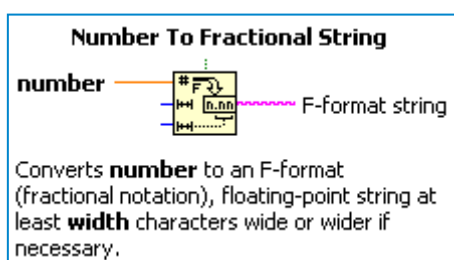 Number To Fractional String
number
#
F
n.nn
F-format string
Converts number to an F-format
(fractional notation), floating-point string at
least width characters wide or wider if
necessary.